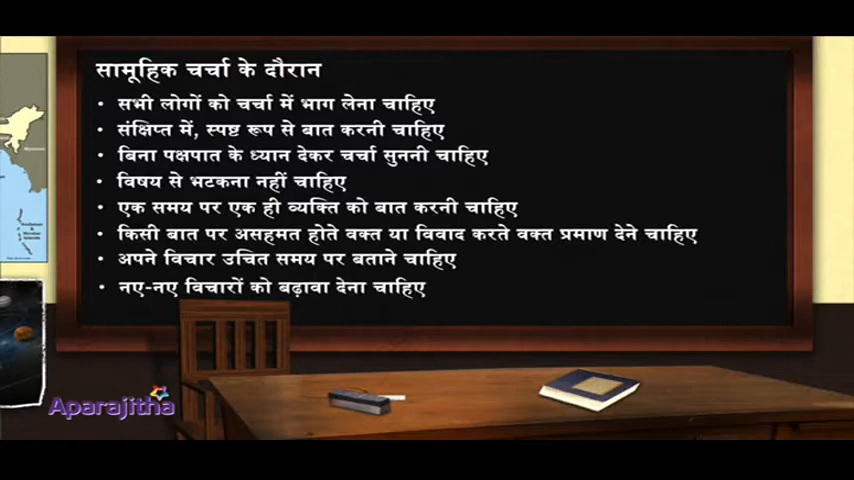 सामूहिक चर्चा के दौरान
• सभी लोगों को चर्चा में भाग लेना चाहिए
• संक्षिप्त में, स्पष्ट रूप से बात करनी चाहिए
• बिना पक्षपात के ध्यान देकर चर्चा सुननी चाहिए
• विषय से भटकना नहीं चाहिए
• एक समय पर एक ही व्यक्ति को बात करनी चाहिए
• किसी बात पर असहमत होते वक्त या विवाद करते वक्त प्रमाण देने चाहिए
• अपने विचार उचित समय पर बताने चाहिए
• नए-नए विचारों को बढ़ावा देना चाहिए
Aparajitha